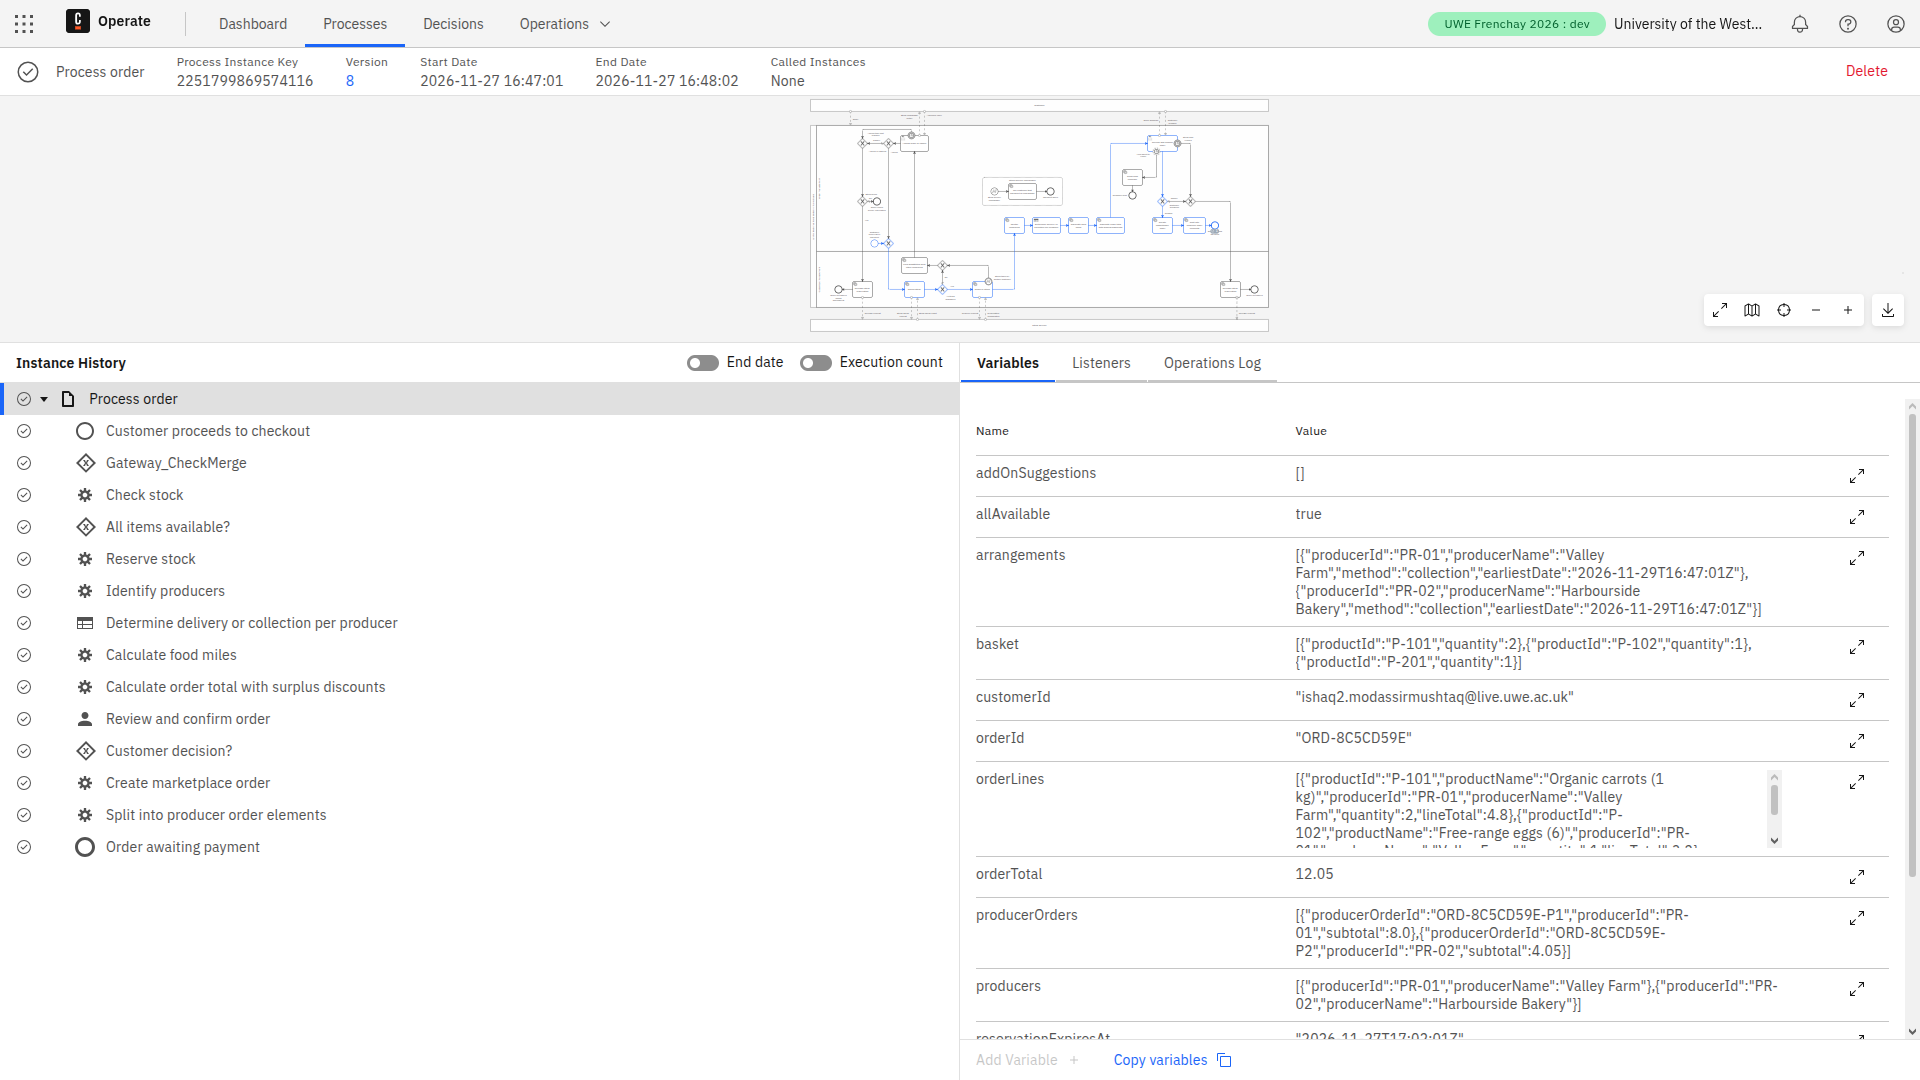 Operate
Dashboard
Processes
Decisions
Operations
UWE Frenchay 2026 : dev
University of the West...
Process order
Process Instance Key
2251799869574116
Version
8
Start Date
2026-11-27 16:47:01
End Date
2026-11-27 16:48:02
Called Instances
None
Delete
Instance History
End date
Execution count
Process order
Customer proceeds to checkout
Gateway_CheckMerge
Check stock
All items available?
Reserve stock
Identify producers
Determine delivery or collection per producer
Calculate food miles
Calculate order total with surplus discounts
Review and confirm order
Customer decision?
Create marketplace order
Split into producer order elements
Order awaiting payment
Variables
Listeners
Operations Log
Name
Value
addOnSuggestions
[]
allAvailable
true
arrangements
[{"producerId":"PR-01","producerName":"Valley
Farm","method":"collection","earliestDate":"2026-11-29T16:47:01Z"},
{"producerId":"PR-02","producerName":"Harbourside
Bakery","method":"collection","earliestDate":"2026-11-29T16:47:01Z"}]
basket
[{"productId":"P-101","quantity":2},{"productId":"P-102","quantity":1},
{"productId":"P-201","quantity":1}]
customerId
"ishaq2.modassirmushtaq@live.uwe.ac.uk"
orderId
"ORD-8C5CD59E"
orderLines
[{"productId":"P-101","productName":"Organic carrots (1
kg)","producerId":"PR-01","producerName":"Valley
Farm","quantity":2,"lineTotal":4.8},{"productId":"P-
102","productName":"Free-range eggs (6)","producerId":"PR-
orderTotal
12.05
producerOrders
[{"producerOrderId":"ORD-8C5CD59E-P1","producerId":"PR-
01","subtotal":8.0},{"producerOrderId":"ORD-8C5CD59E-
P2","producerId":"PR-02","subtotal":4.05}]
producers
[{"producerId":"PR-01","producerName":"Valley Farm"},{"producerId":"PR-
02","producerName":"Harbourside Bakery"}]
reservationExpiresAt
"2026-11-27T17:02:01Z"
Add Variable
Copy variables